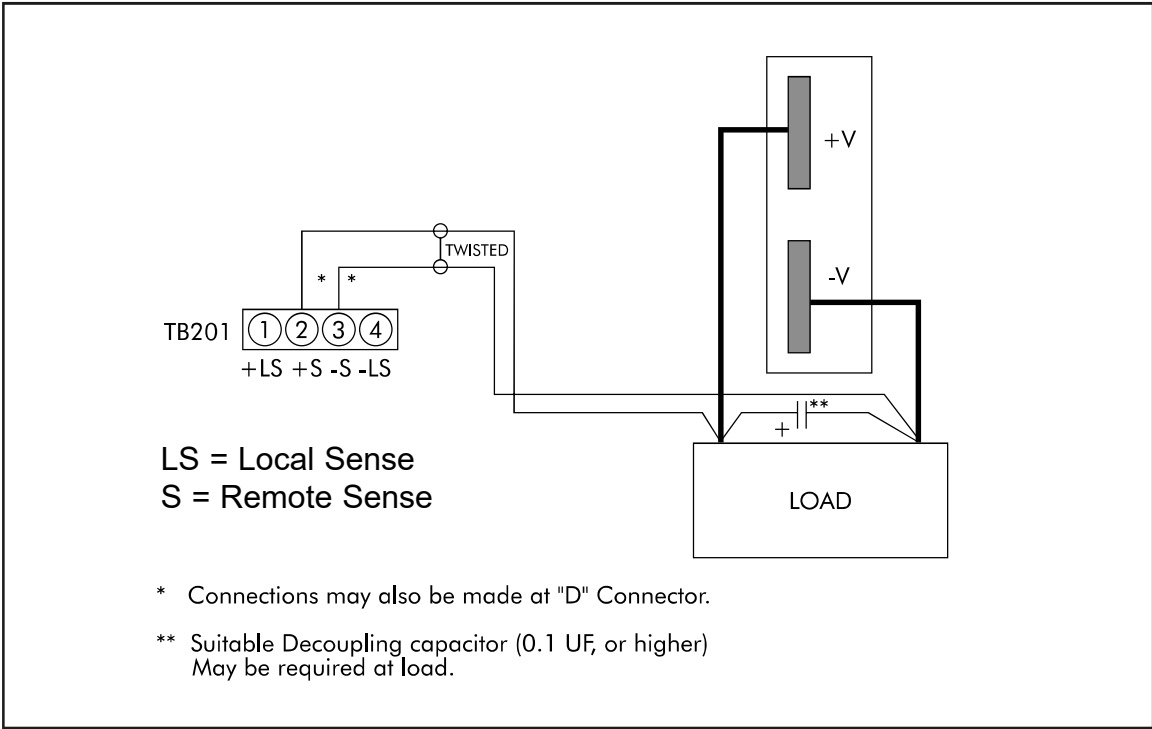 +V
-V
TWISTED
* *
TB201 1 2 3 4
+LS +S -S -LS
**
+
LS = Local Sense
S = Remote Sense
LOAD
* Connections may also be made at "D" Connector.
** Suitable Decoupling capacitor (0.1 UF, or higher)
May be required at load.